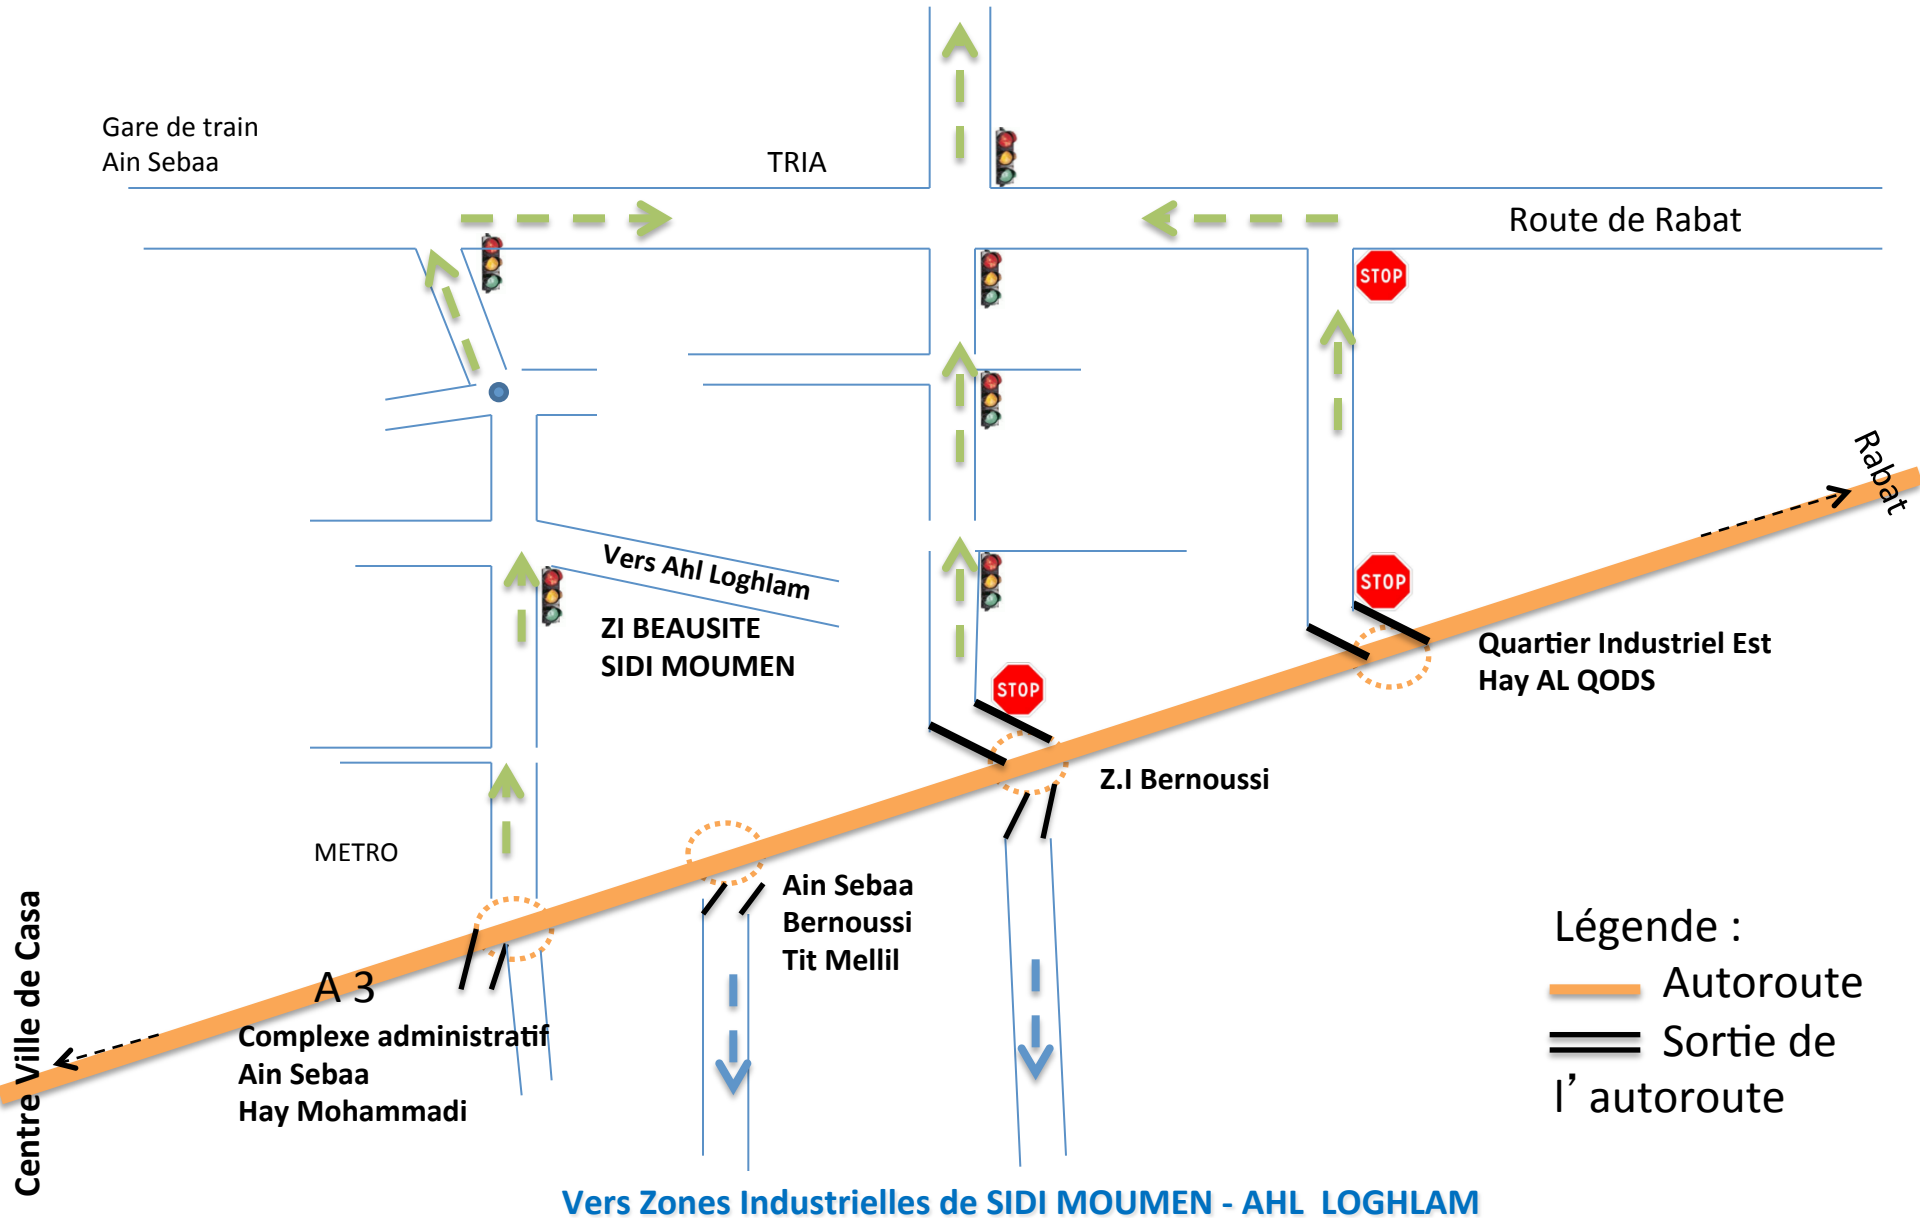 Gare de train
Ain Sebaa
TRIA
Route de Rabat
STOP
Rabat
Vers Ahl Loghlam
STOP
ZI BEAUSITE
SIDI MOUMEN
STOP
Quartier Industriel Est
Hay AL QODS
Z.I Bernoussi
METRO
Ain Sebaa
Bernoussi
Tit Mellil
Centre Ville de Casa
A 3
Complexe administratif
Ain Sebaa
Hay Mohammadi
Légende :
Autoroute
Sortie de
l’ autoroute
Vers Zones Industrielles de SIDI MOUMEN - AHL LOGHLAM